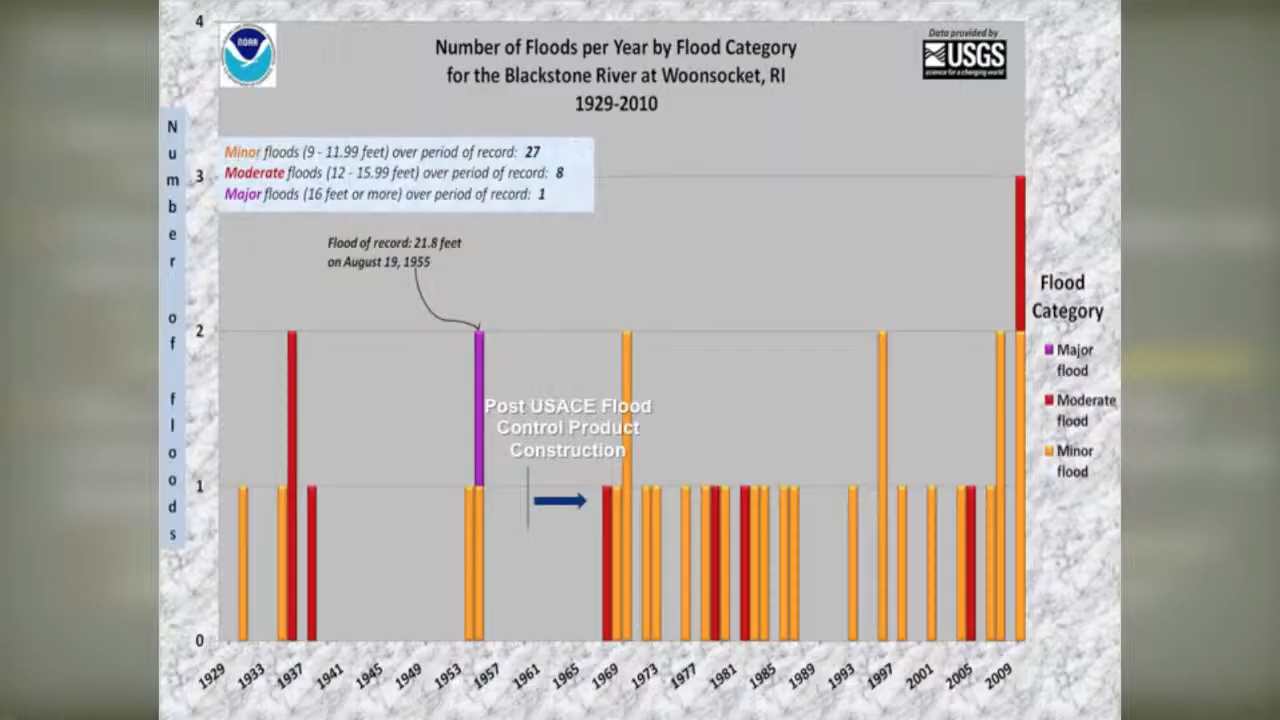 4
NOAA
Number of Floods per Year by Flood Category
for the Blackstone River at Woonsocket, RI
1929-2010
Data provided by
USGS
science for a changing world
Number of floods
Minor floods (9 - 11.99 feet) over period of record: 27
Moderate floods (12 - 15.99 feet) over period of record: 8
Major floods (16 feet or more) over period of record: 1
3
Flood of record: 21.8 feet
on August 19, 1955
2
Post USACE Flood
Control Product
Construction
1
0
Flood
Category
Major
flood
Moderate
flood
Minor
flood
1929 1933 1937 1941 1945 1949 1953 1957 1961 1965 1969 1973 1977 1981 1985 1989 1993 1997 2001 2005 2009